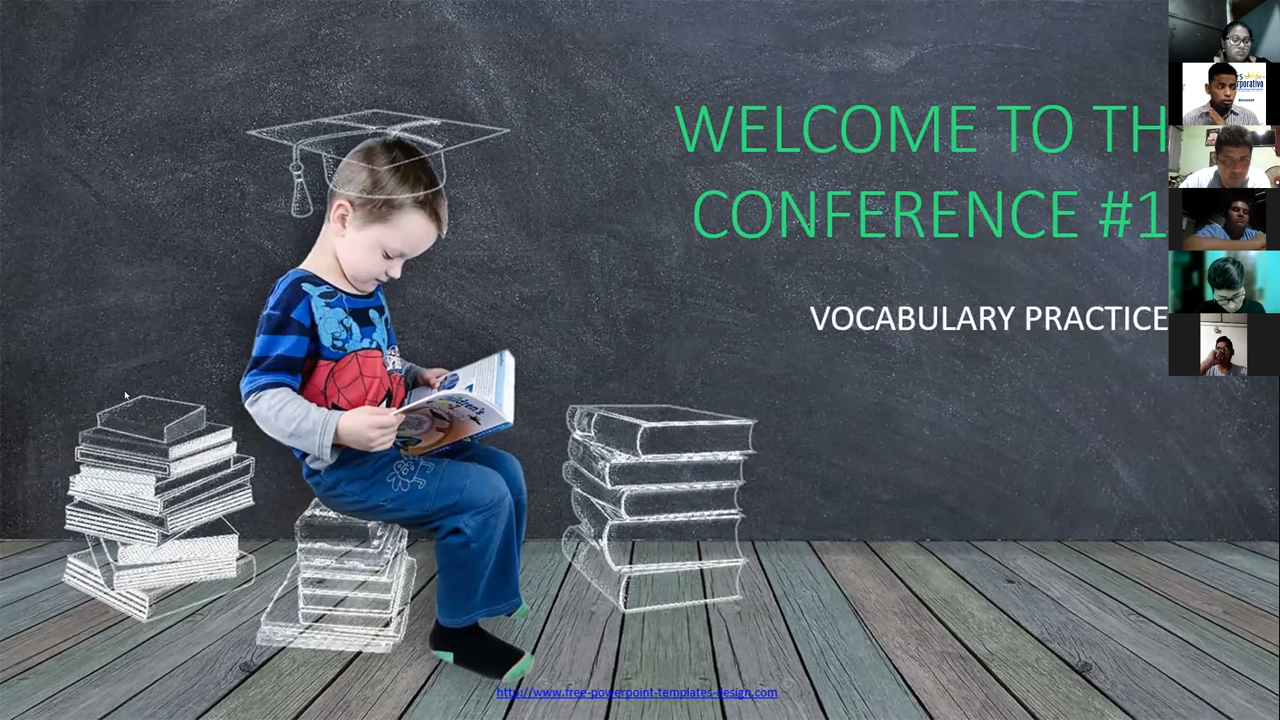 WELCOME TO TH
CONFERENCE #1
VOCABULARY PRACTICE
http://www.free-powerpoint-templates-design.com